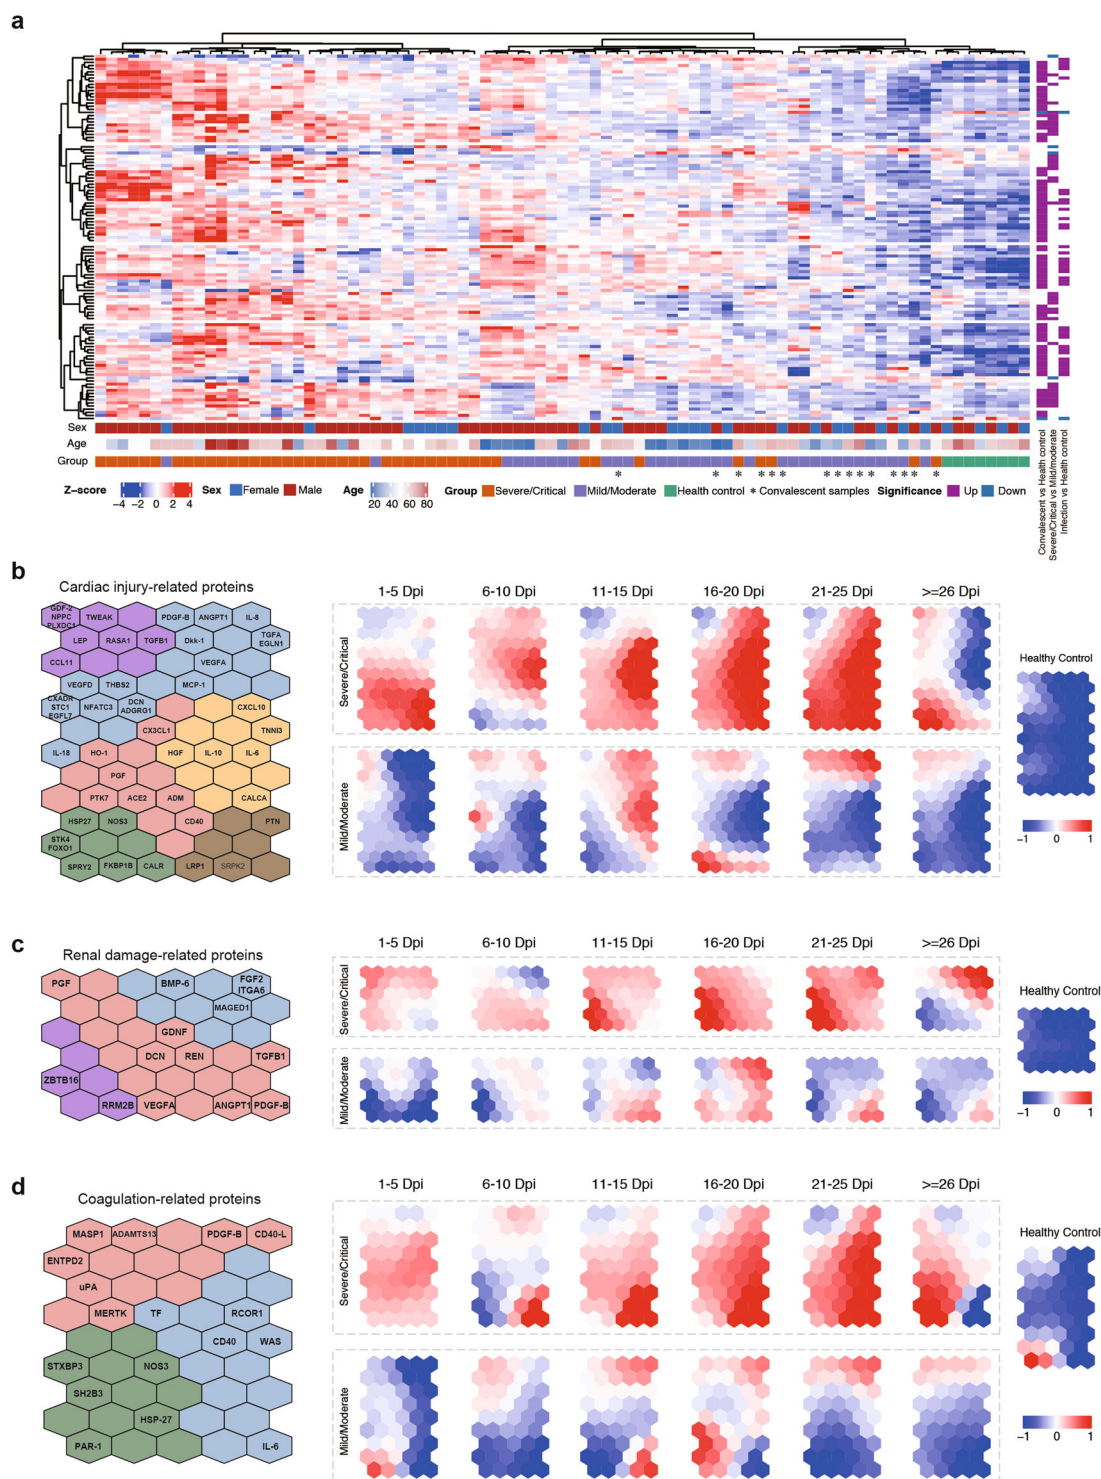 a
Sex
Age
Group
Convalescent vs Health control
Severe/Critical vs Mild/moderate
Infection vs Health control
Z-score
-4 -2 0 2 4
Sex Female Male
Age
20 40 60 80
Group Severe/Critical Mild/Moderate Health control * Convalescent samples Significance Up Down
b
Cardiac injury-related proteins
GDF-2
NPPC
PLXDC1
TWEAK PDGF-B ANGPT1 IL-8
LEP RASA1 TGFB1 Dkk-1
TGFA
EGLN1
CCL11 VEGFA
VEGFD THBS2 MCP-1
CXADR
STC1
EGFL7
NFATC3
DCN
ADGRG1
CXCL10
CX3CL1 TNNI3
IL-18 HO-1 HGF IL-10 IL-6
PGF
PTK7 ACE2 ADM CALCA
HSP27 NOS3 CD40 PTN
STK4
FOXO1
SPRY2 FKBP1B CALR LRP1 SRPK2
1-5 Dpi 6-10 Dpi 11-15 Dpi 16-20 Dpi 21-25 Dpi >=26 Dpi
Severe/Critical
Mild/Moderate
Healthy Control
-1 0 1
c
Renal damage-related proteins
PGF BMP-6
FGF2
ITGA6
MAGED1
GDNF
DCN REN TGFB1
ZBTB16
RRM2B VEGFA ANGPT1 PDGF-B
1-5 Dpi 6-10 Dpi 11-15 Dpi 16-20 Dpi 21-25 Dpi >=26 Dpi
Severe/Critical
Mild/Moderate
Healthy Control
-1 0 1
d
Coagulation-related proteins
MASP1 ADAMTS13 PDGF-B CD40-L
ENTPD2
uPA
MERTK TF RCOR1
CD40 WAS
STXBP3 NOS3
SH2B3
HSP-27
PAR-1 IL-6
1-5 Dpi 6-10 Dpi 11-15 Dpi 16-20 Dpi 21-25 Dpi >=26 Dpi
Severe/Critical
Mild/Moderate
Healthy Control
-1 0 1